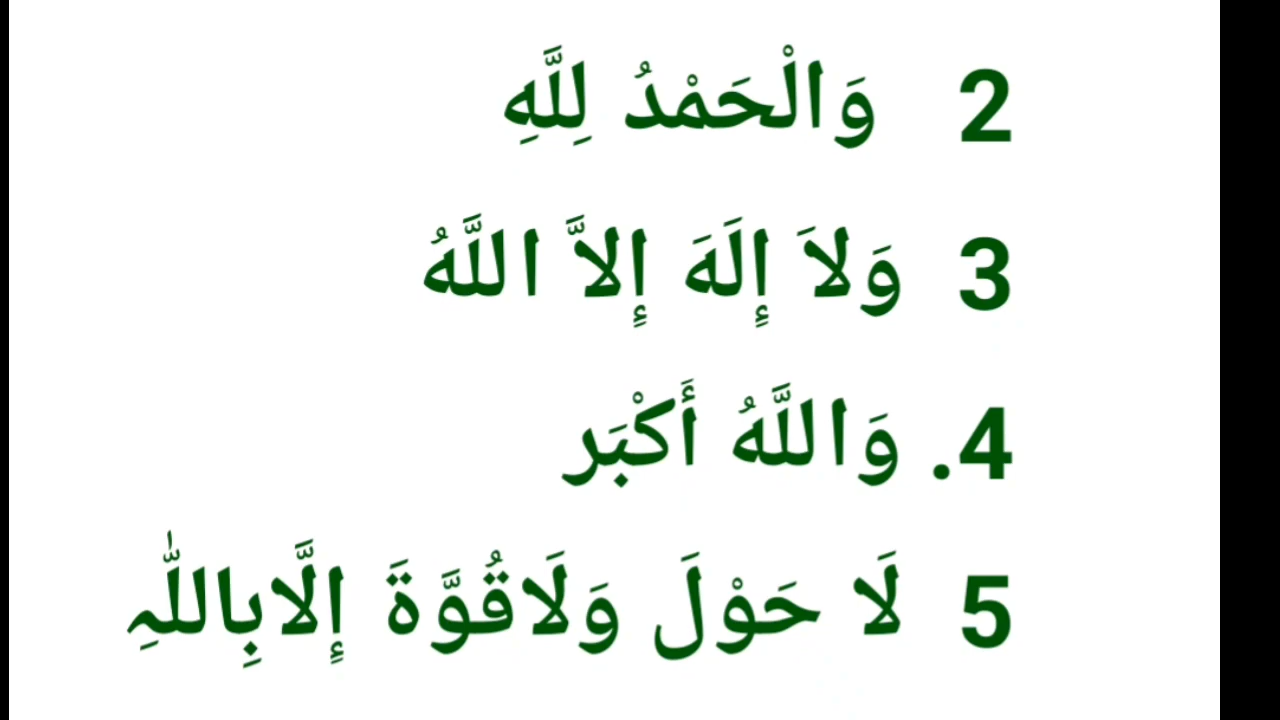 2 وَالْحَمْدُ لِلَّهِ
3 وَلاَ إِلَهَ إِلاَّ اللَّهُ
4. وَاللَّهُ أَكْبَر
5 لَا حَوْلَ وَلَاقُوَّةَ إِلَّابِاللّٰہِ